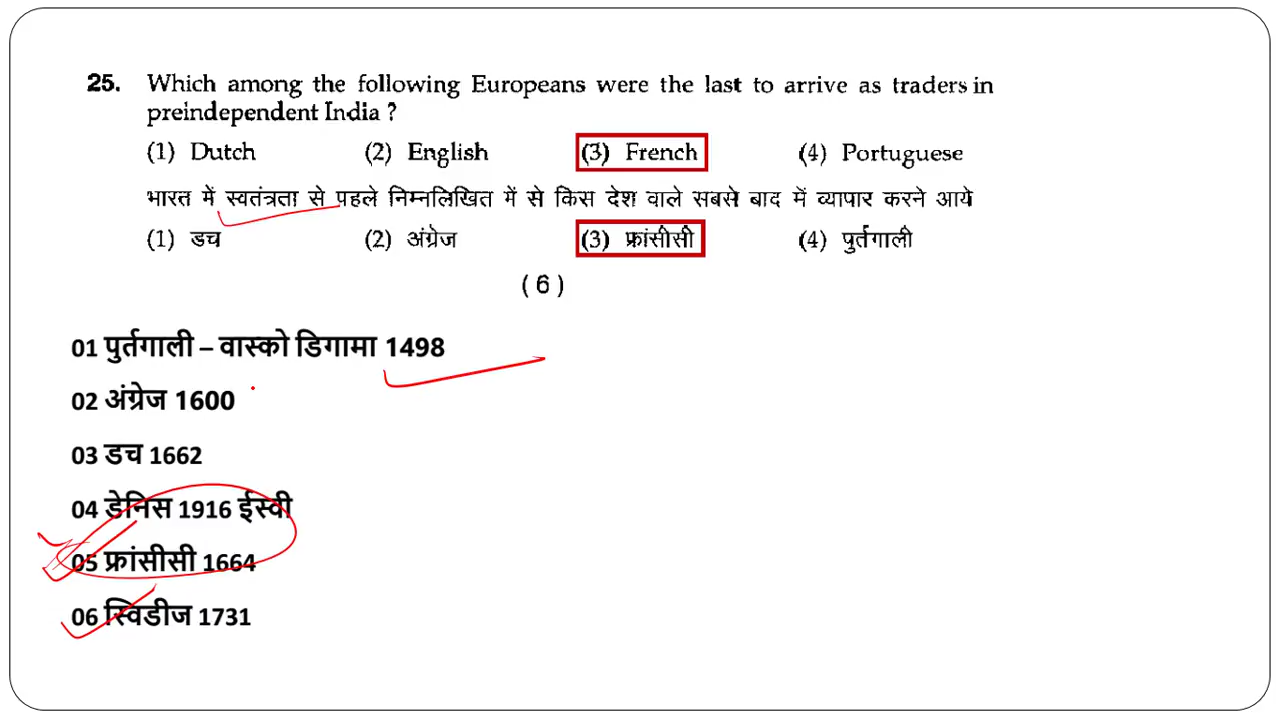 25. Which among the following Europeans were the last to arrive as traders in
preindependent India ?
(1) Dutch (2) English (3) French (4) Portuguese
भारत में स्वतंत्रता से पहले निम्नलिखित में से किस देश वाले सबसे बाद में व्यापार करने आये
(1) डच (2) अंग्रेज (3) फ्रांसीसी (4) पुर्तगाली
( 6 )
01 पुर्तगाली – वास्को डिगामा 1498
02 अंग्रेज 1600
03 डच 1662
04 डेनिस 1916 ईस्वी
05 फ्रांसीसी 1664
06 स्विडीज 1731